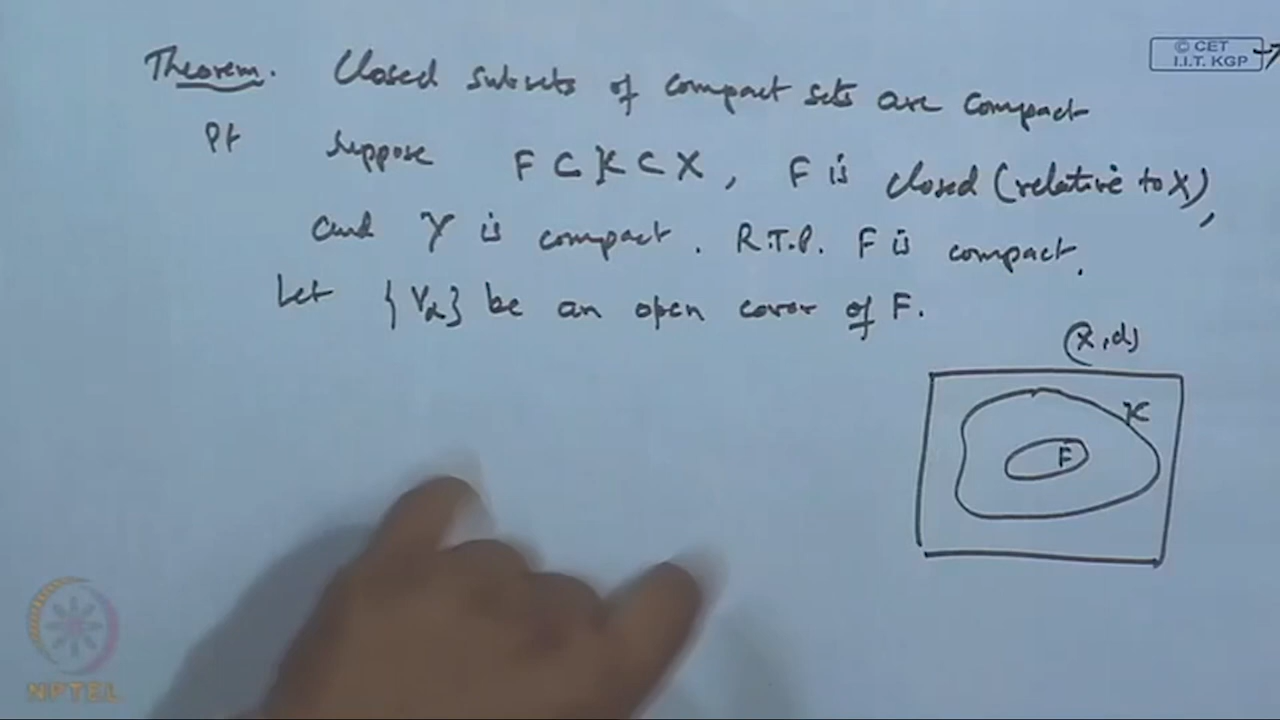 © CET
I.I.T. KGP
Theorem. Closed subsets of compact sets are compact
Pf Suppose F ⊂ K ⊂ X, F is closed (relative to X),
and Y is compact. R.T.P. F is compact.
Let {Vα} be an open cover of F.
(X, d)
K
F
NPTEL